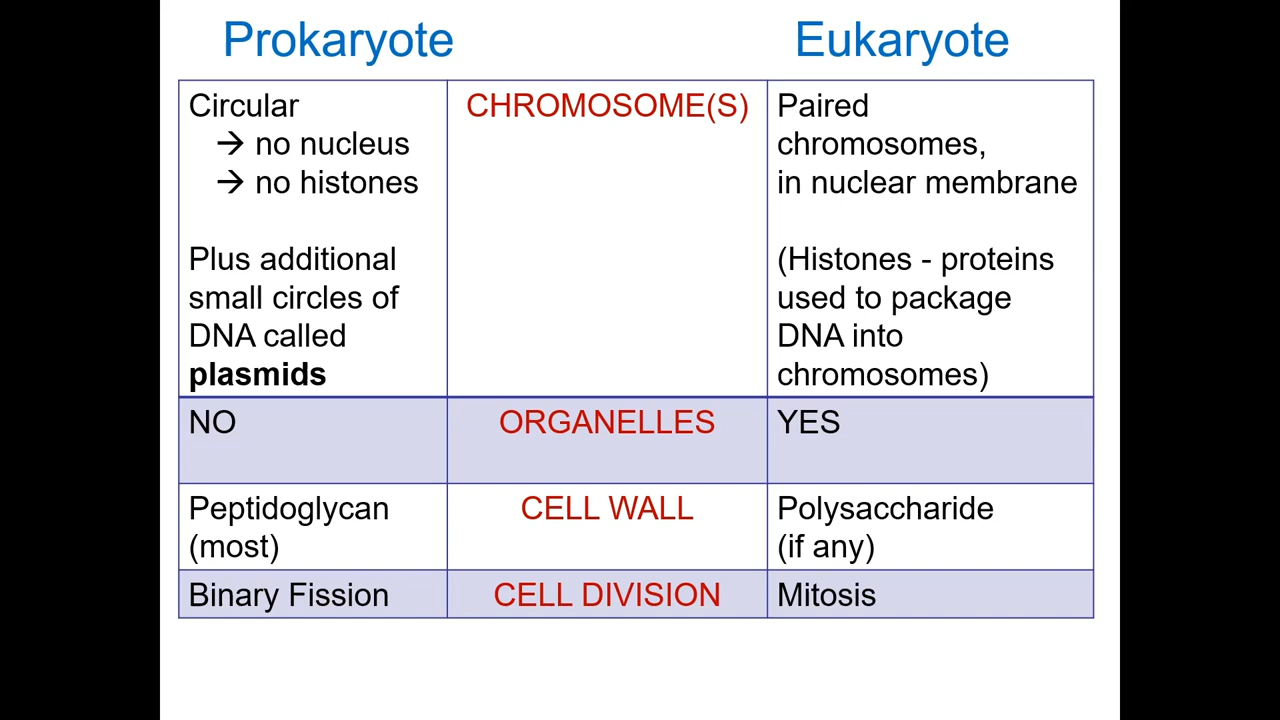 Prokaryote
Eukaryote
Circular
→ no nucleus
→ no histones
Plus additional
small circles of
DNA called
plasmids
CHROMOSOME(S)
Paired
chromosomes,
in nuclear membrane
(Histones - proteins
used to package
DNA into
chromosomes)
NO
ORGANELLES
YES
Peptidoglycan
(most)
CELL WALL
Polysaccharide
(if any)
Binary Fission
CELL DIVISION
Mitosis